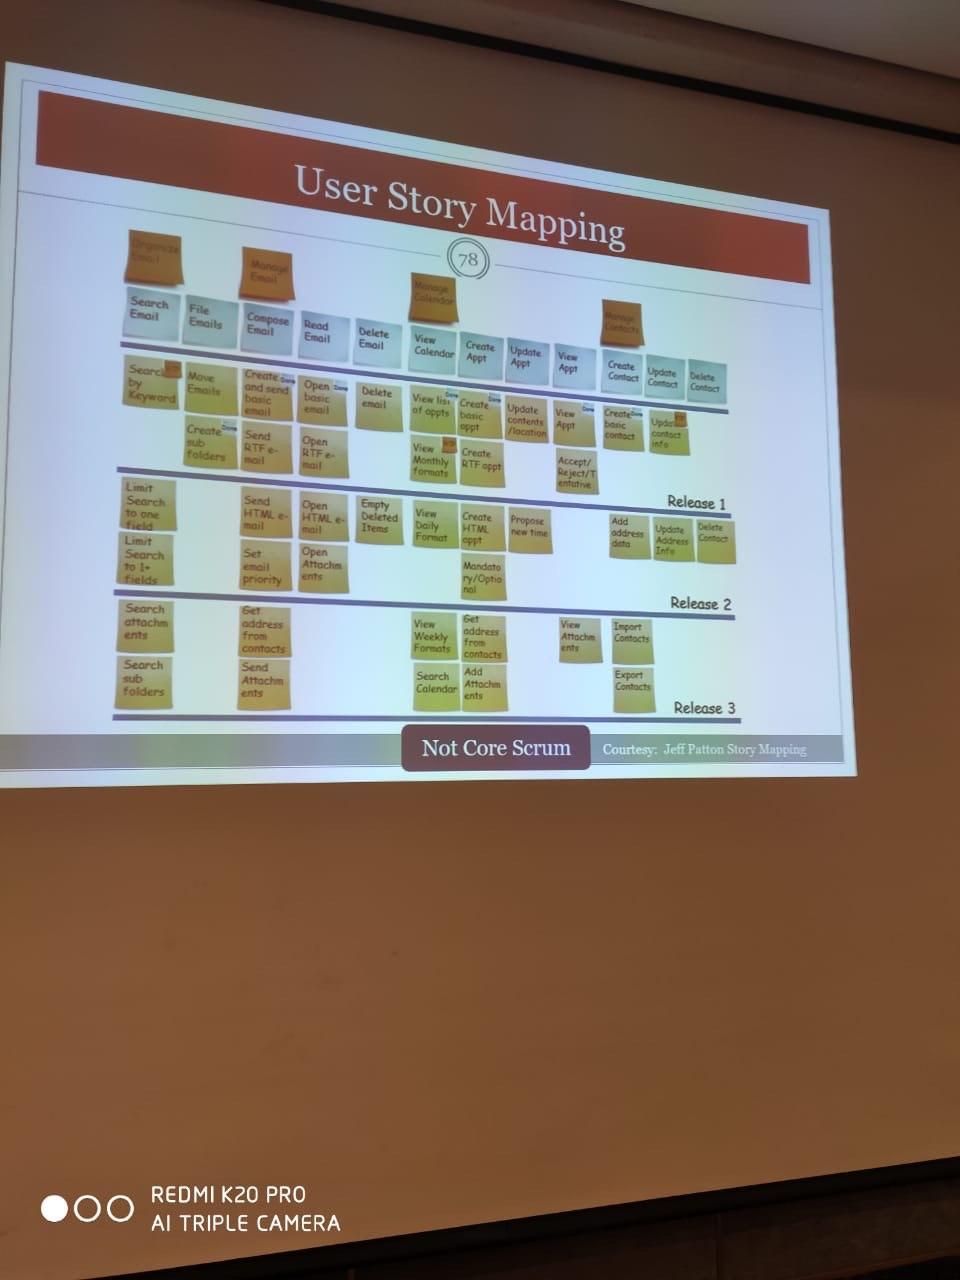 User Story Mapping
78
Organize
Email
Manage
Email
Manage
Calendar
Manage
Contacts
Search
Email
File
Emails
Compose
Email
Read
Email
Delete
Email
View
Calendar
Create
Appt
Update
Appt
View
Appt
Create
Contact
Update
Contact
Delete
Contact
Search
by
Keyword
Move
Emails
Create
and send
basic
email
Done
Open
basic
email
Done
Delete
email
View list
of appts
Done
Create
basic
appt
Done
Update
contents
/location
View
Appt
Done
Create
basic
contact
Done
contact
info
Create
sub
folders
Done
Send
RTF e-
mail
Open
RTF e-
mail
View
Monthly
formats
Create
RTF appt
Accept/
Reject/T
entative
Release 1
Limit
Search
to one
field
Send
HTML e-
mail
Open
HTML e-
mail
Empty
Deleted
Items
View
Daily
Format
Create
HTML
appt
Propose
new time
Add
address
data
Update
Address
Info
Delete
Contact
Limit
Search
to 1+
fields
Set
email
priority
Open
Attachm
ents
Mandato
ry/Optio
nal
Release 2
Search
attachm
ents
Get
address
from
contacts
View
Weekly
Formats
Get
address
from
contacts
View
Attachm
ents
Import
Contacts
Search
sub
folders
Send
Attachm
ents
Search
Calendar
Add
Attachm
ents
Export
Contacts
Release 3
Not Core Scrum
Courtesy: Jeff Patton Story Mapping
REDMI K20 PRO
AI TRIPLE CAMERA